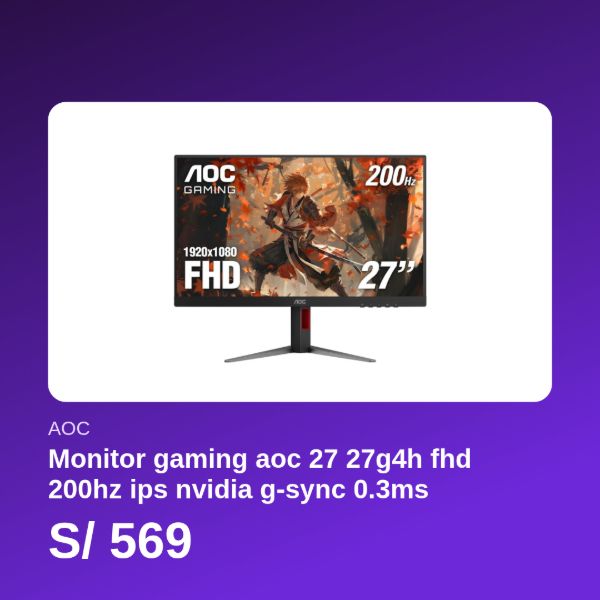 AOC
GAMING
200Hz
1920x1080
FHD
27”
AOC
AOC
Monitor gaming aoc 27 27g4h fhd
200hz ips nvidia g-sync 0.3ms
S/ 569